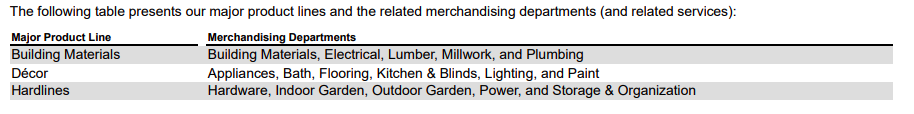 The following table presents our major product lines and the related merchandising departments (and related services):
Major Product Line Merchandising Departments
Building Materials Building Materials, Electrical, Lumber, Millwork, and Plumbing
Décor Appliances, Bath, Flooring, Kitchen & Blinds, Lighting, and Paint
Hardlines Hardware, Indoor Garden, Outdoor Garden, Power, and Storage & Organization